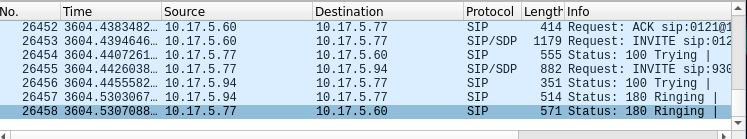 No. Time Source Destination Protocol Length Info
26452 3604.4383482… 10.17.5.60 10.17.5.77 SIP 414 Request: ACK sip:0121@1
26453 3604.4394646… 10.17.5.60 10.17.5.77 SIP/SDP 1179 Request: INVITE sip:012
26454 3604.4407261… 10.17.5.77 10.17.5.60 SIP 555 Status: 100 Trying |
26455 3604.4426038… 10.17.5.77 10.17.5.94 SIP/SDP 882 Request: INVITE sip:930
26456 3604.4455582… 10.17.5.94 10.17.5.77 SIP 351 Status: 100 Trying |
26457 3604.5303067… 10.17.5.94 10.17.5.77 SIP 514 Status: 180 Ringing |
26458 3604.5307088… 10.17.5.77 10.17.5.60 SIP 571 Status: 180 Ringing |